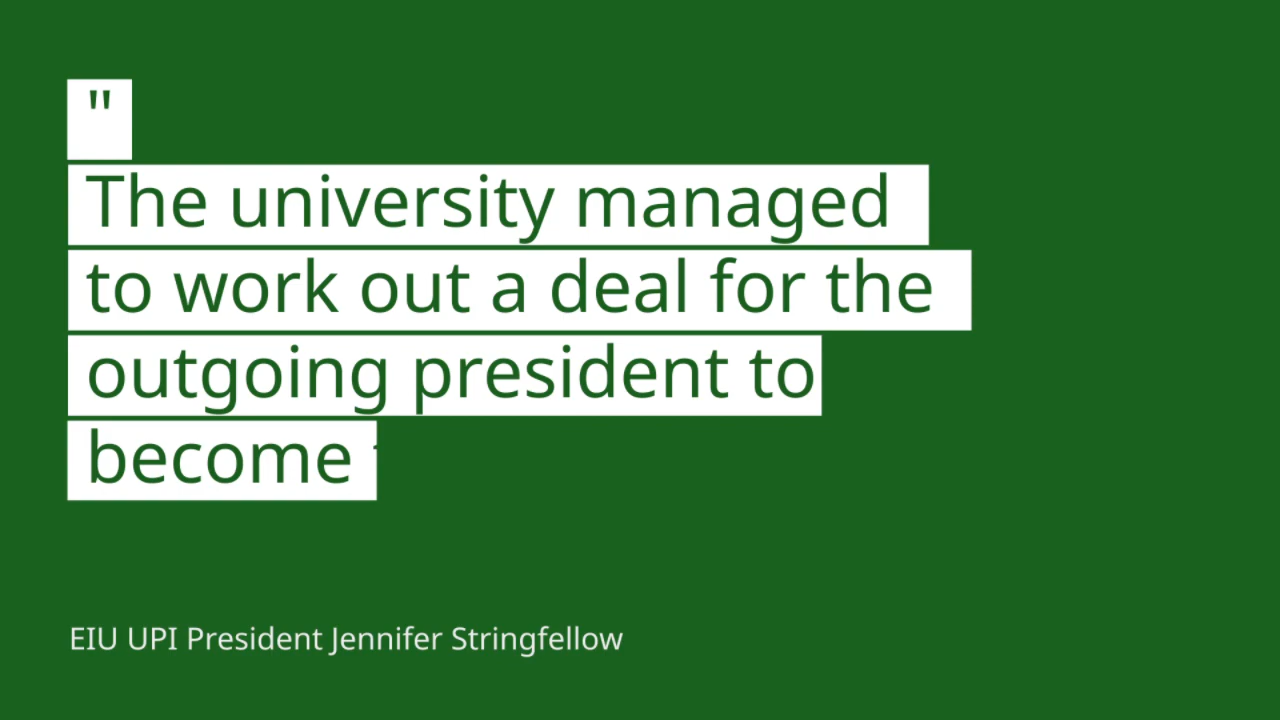 "
The university managed
to work out a deal for the
outgoing president to
become
EIU UPI President Jennifer Stringfellow